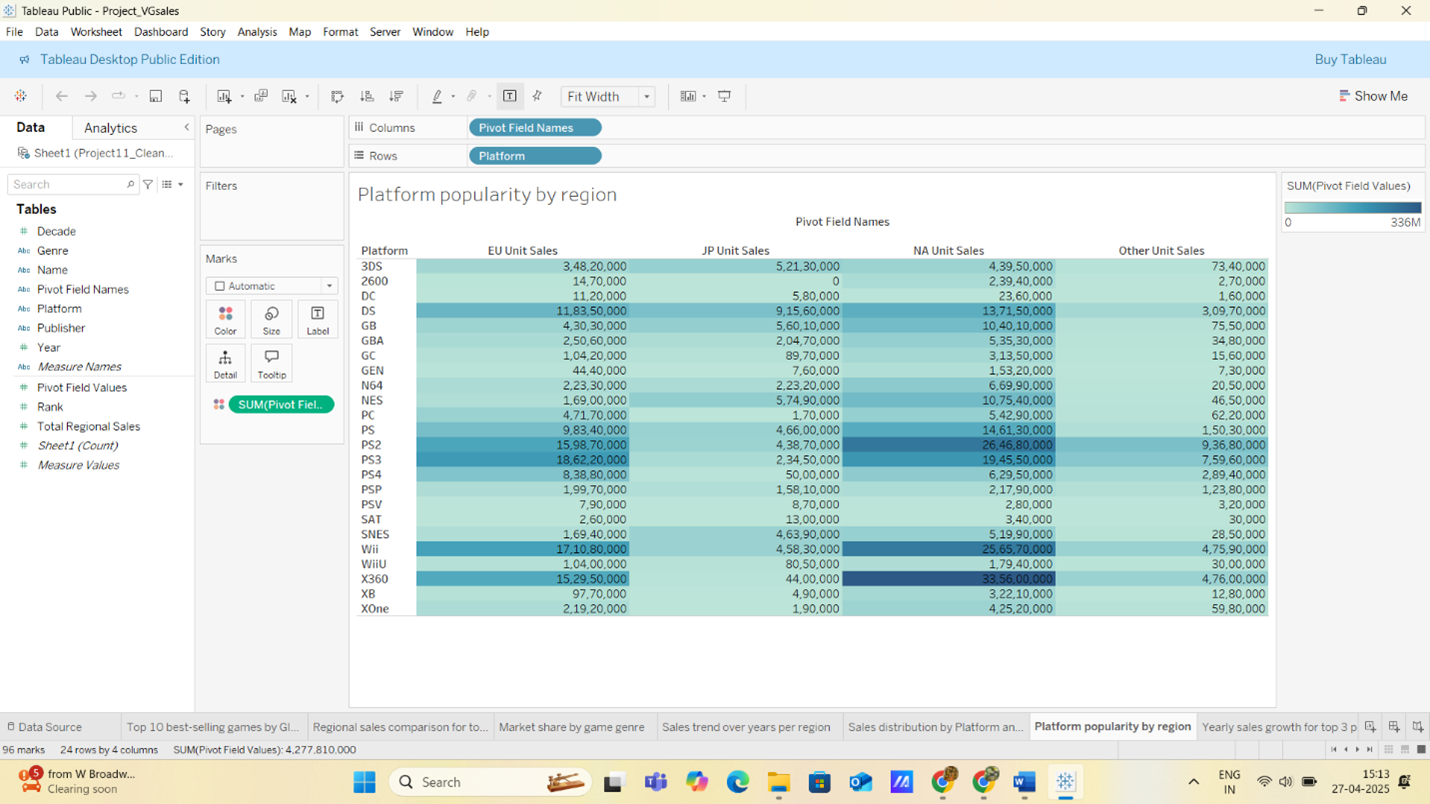 Tableau Public - Project_VGsales
File Data Worksheet Dashboard Story Analysis Map Format Server Window Help
Tableau Desktop Public Edition Buy Tableau
Fit Width Show Me
Data Analytics Pages Columns Pivot Field Names
Sheet1 (Project11_Clean... Rows Platform
Search Filters
Tables
Decade
Abc Genre
Abc Name
Abc Pivot Field Names
Abc Platform
Abc Publisher
Year
Abc Measure Names
Pivot Field Values
Rank
Total Regional Sales
Sheet1 (Count)
Measure Values
Marks
Automatic
Color Size Label
Detail Tooltip
SUM(Pivot Fiel..
Platform popularity by region
Pivot Field Names
Platform EU Unit Sales JP Unit Sales NA Unit Sales Other Unit Sales
3DS 3,48,20,000 5,21,30,000 4,39,50,000 73,40,000
2600 14,70,000 0 2,39,40,000 2,70,000
DC 11,20,000 5,80,000 23,60,000 1,60,000
DS 11,83,50,000 9,15,60,000 13,71,50,000 3,09,70,000
GB 4,30,30,000 5,60,10,000 10,40,10,000 75,50,000
GBA 2,50,60,000 2,04,70,000 5,35,30,000 34,80,000
GC 1,04,20,000 89,70,000 3,13,50,000 15,60,000
GEN 44,40,000 7,60,000 1,53,20,000 7,30,000
N64 2,23,30,000 2,23,20,000 6,69,90,000 20,50,000
NES 1,69,00,000 5,74,90,000 10,75,40,000 46,50,000
PC 4,71,70,000 1,70,000 5,42,90,000 62,20,000
PS 9,83,40,000 4,66,00,000 14,61,30,000 1,50,30,000
PS2 15,98,70,000 4,38,70,000 26,46,80,000 9,36,80,000
PS3 18,62,20,000 2,34,50,000 19,45,50,000 7,59,60,000
PS4 8,38,80,000 50,00,000 6,29,50,000 2,89,40,000
PSP 1,99,70,000 1,58,10,000 2,17,90,000 1,23,80,000
PSV 7,90,000 8,70,000 2,80,000 3,20,000
SAT 2,60,000 13,00,000 3,40,000 30,000
SNES 1,69,40,000 4,63,90,000 5,19,90,000 28,50,000
Wii 17,10,80,000 4,58,30,000 25,65,70,000 4,75,90,000
WiiU 1,04,00,000 80,50,000 1,79,40,000 30,00,000
X360 15,29,50,000 44,00,000 33,56,00,000 4,76,00,000
XB 97,70,000 4,90,000 3,22,10,000 12,80,000
XOne 2,19,20,000 1,90,000 4,25,20,000 59,80,000
SUM(Pivot Field Values)
0 336M
Data Source Top 10 best-selling games by Gl... Regional sales comparison for to... Market share by game genre Sales trend over years per region Sales distribution by Platform an... Platform popularity by region Yearly sales growth for top 3 p
96 marks 24 rows by 4 columns SUM(Pivot Field Values): 4,277,810,000
5 from W Broadw... Search ENG 15:13
Clearing soon IN 27-04-2025